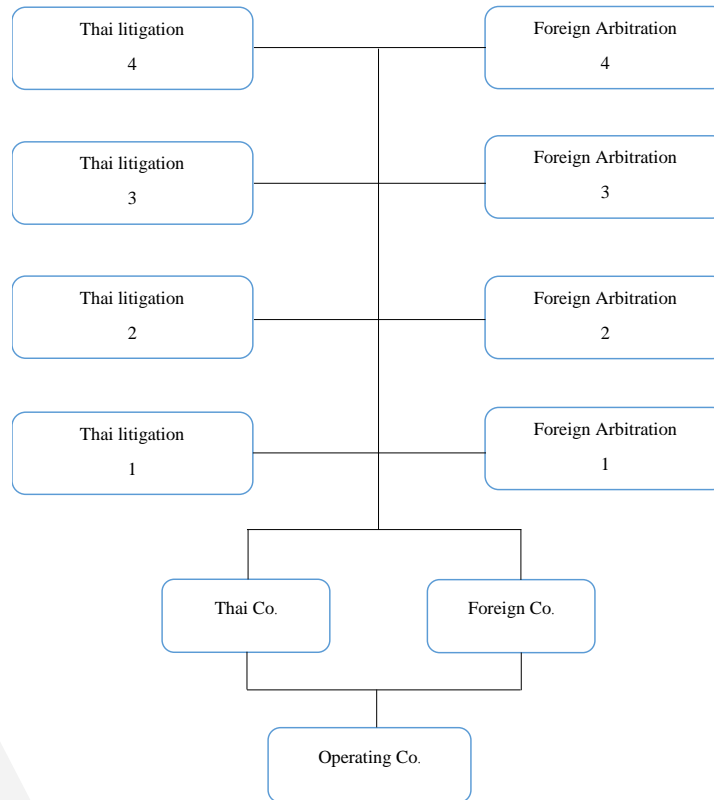 Thai litigation
4
Foreign Arbitration
4
Thai litigation
3
Foreign Arbitration
3
Thai litigation
2
Foreign Arbitration
2
Thai litigation
1
Foreign Arbitration
1
Thai Co.
Foreign Co.
Operating Co.